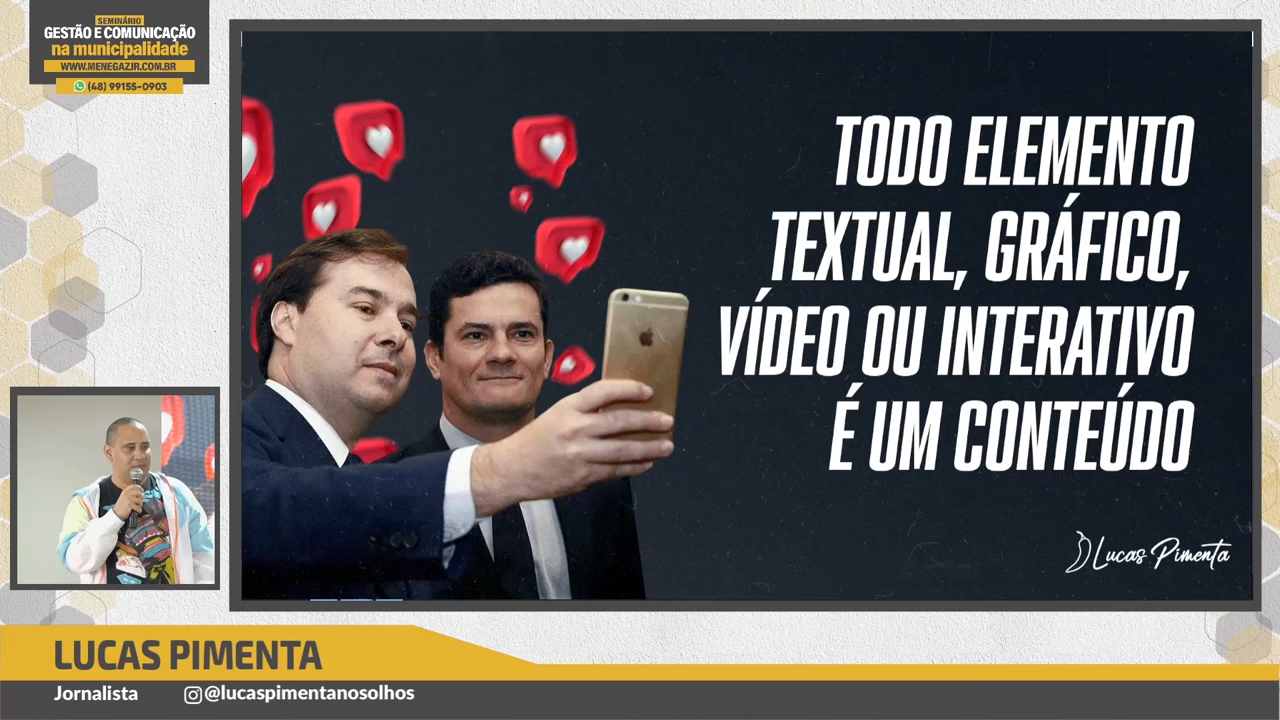 SEMINÁRIO
GESTÃO E COMUNICAÇÃO
na municipalidade
WWW.MENEGAZJR.COM.BR
(48) 99155-0903
TODO ELEMENTO
TEXTUAL, GRÁFICO,
VÍDEO OU INTERATIVO
É UM CONTEÚDO
Lucas Pimenta
LUCAS PIMENTA
Jornalista
@lucaspimentanosolhos